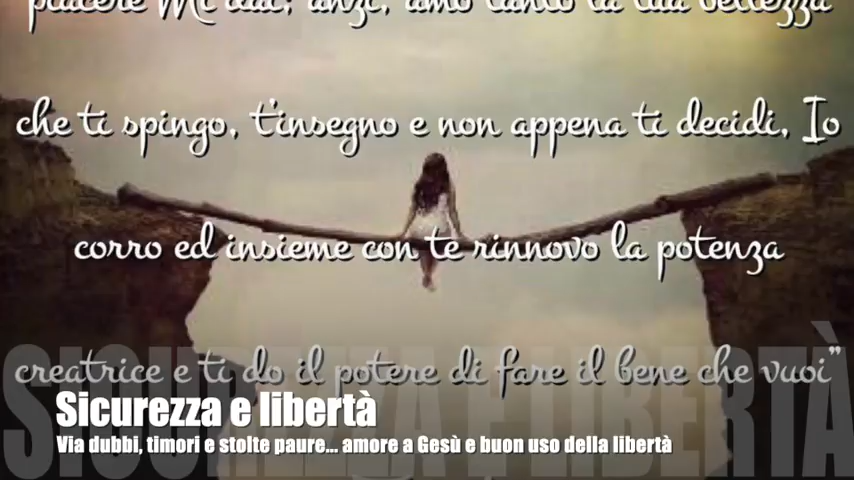 piacere Mi dai; anzi, amo tanto la tua bellezza
che ti spingo, t'insegno e non appena ti decidi, Io
corro ed insieme con te rinnovo la potenza
creatrice e ti do il potere di fare il bene che vuoi”
SICUREZZA E LIBERTÀ
Sicurezza e libertà
Via dubbi, timori e stolte paure... amore a Gesù e buon uso della libertà